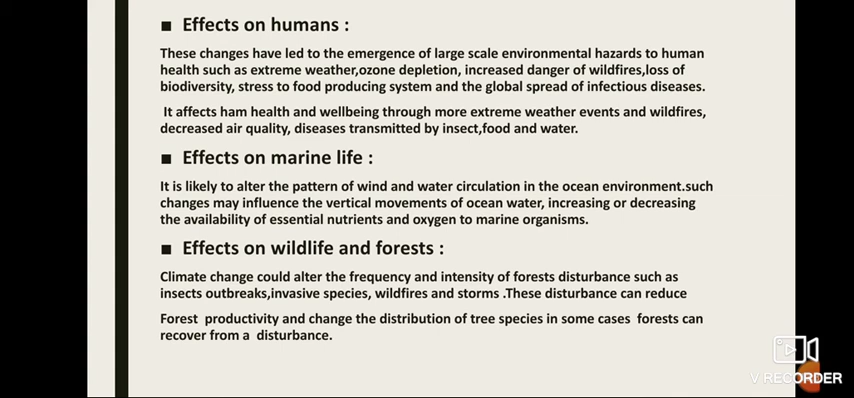 ■ Effects on humans :
These changes have led to the emergence of large scale environmental hazards to human
health such as extreme weather,ozone depletion, increased danger of wildfires,loss of
biodiversity, stress to food producing system and the global spread of infectious diseases.
It affects ham health and wellbeing through more extreme weather events and wildfires,
decreased air quality, diseases transmitted by insect,food and water.
■ Effects on marine life :
It is likely to alter the pattern of wind and water circulation in the ocean environment.such
changes may influence the vertical movements of ocean water, increasing or decreasing
the availability of essential nutrients and oxygen to marine organisms.
■ Effects on wildlife and forests :
Climate change could alter the frequency and intensity of forests disturbance such as
insects outbreaks,invasive species, wildfires and storms .These disturbance can reduce
Forest productivity and change the distribution of tree species in some cases forests can
recover from a disturbance.
V RECORDER